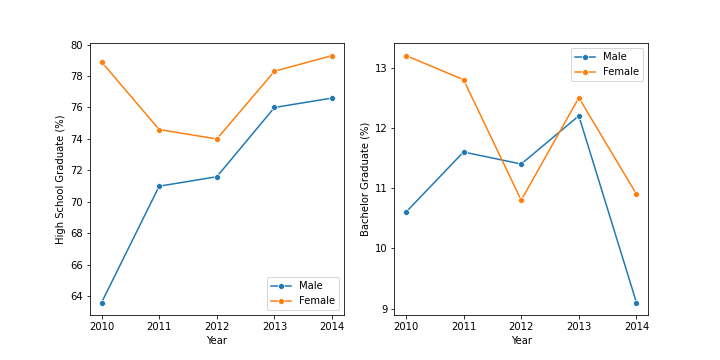 High School Graduate (%)
80
78
76
74
72
70
68
66
64
2010 2011 2012 2013 2014
Year
Male
Female
Bachelor Graduate (%)
13
12
11
10
9
2010 2011 2012 2013 2014
Year
Male
Female